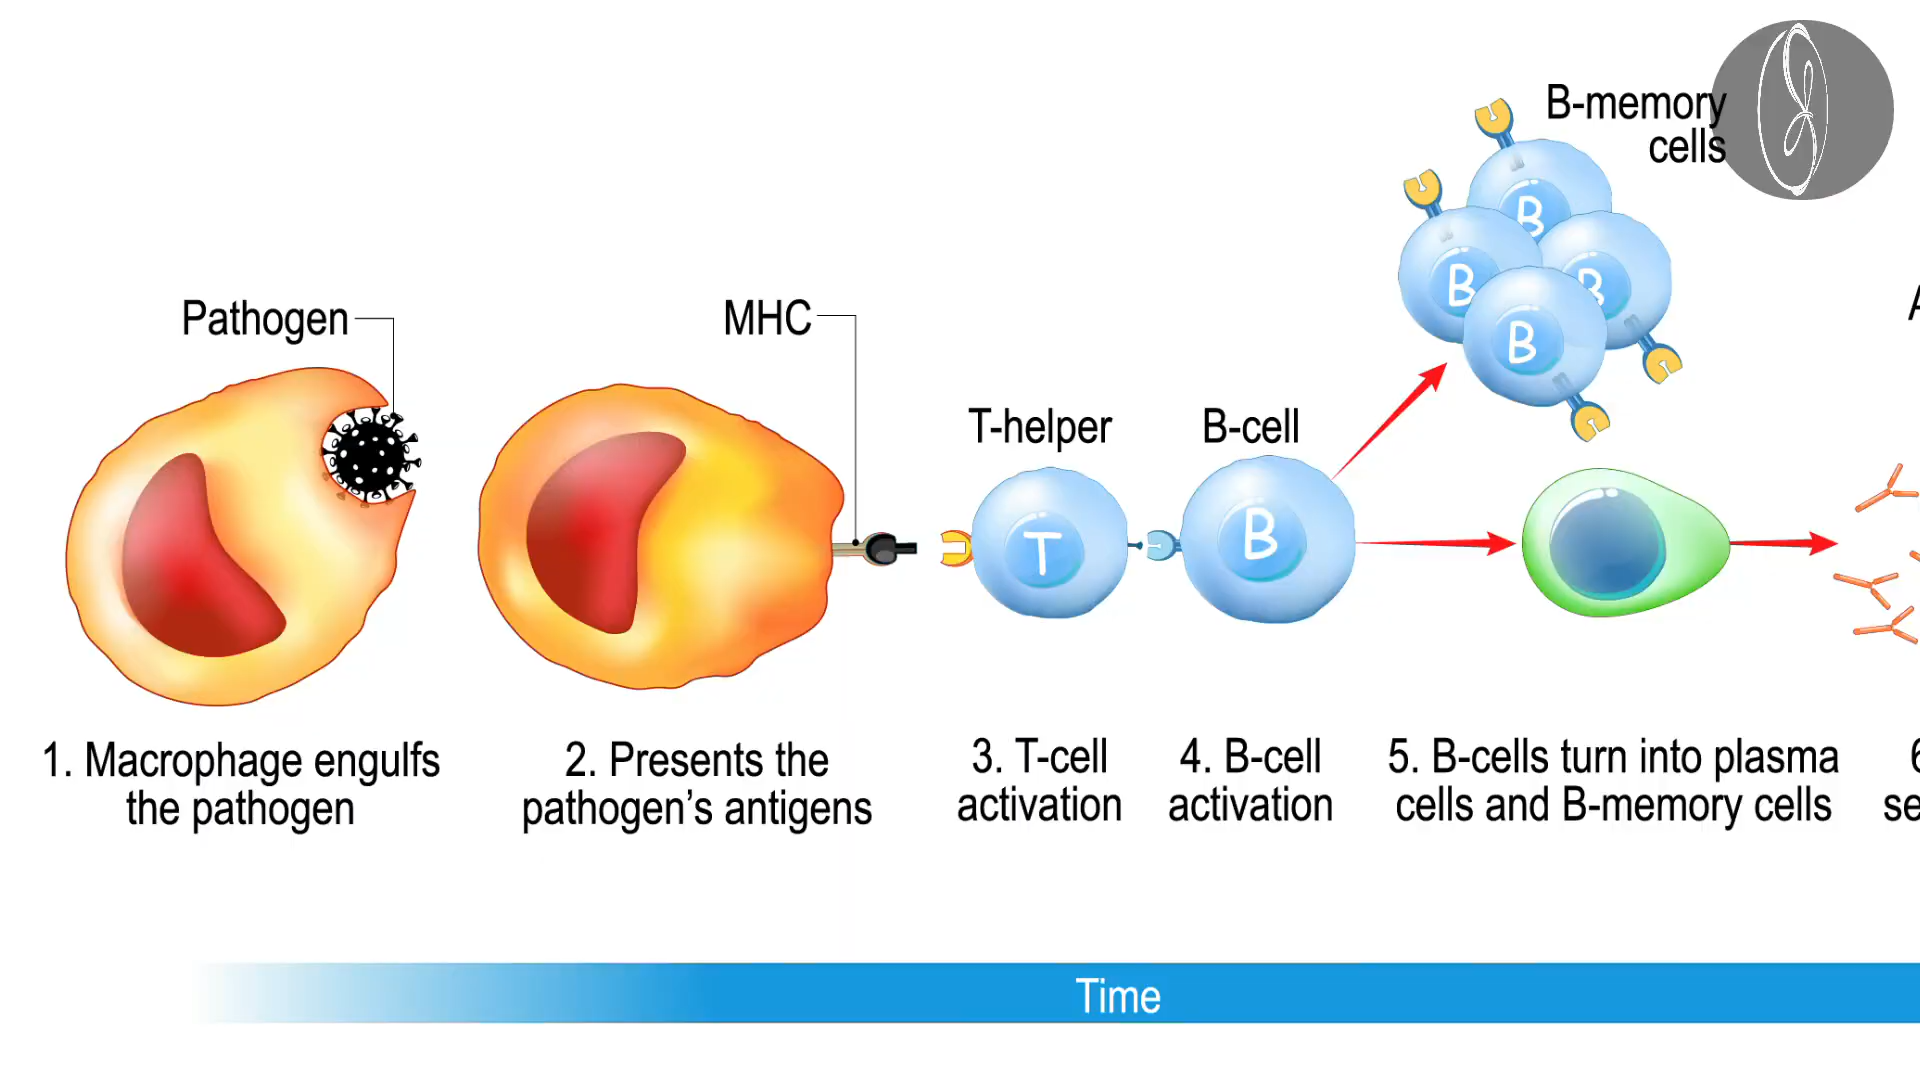 B-memory
cells
Pathogen
MHC
T-helper
B-cell
B
B
B
B
T
B
1. Macrophage engulfs
the pathogen
2. Presents the
pathogen's antigens
3. T-cell
activation
4. B-cell
activation
5. B-cells turn into plasma
cells and B-memory cells
Time